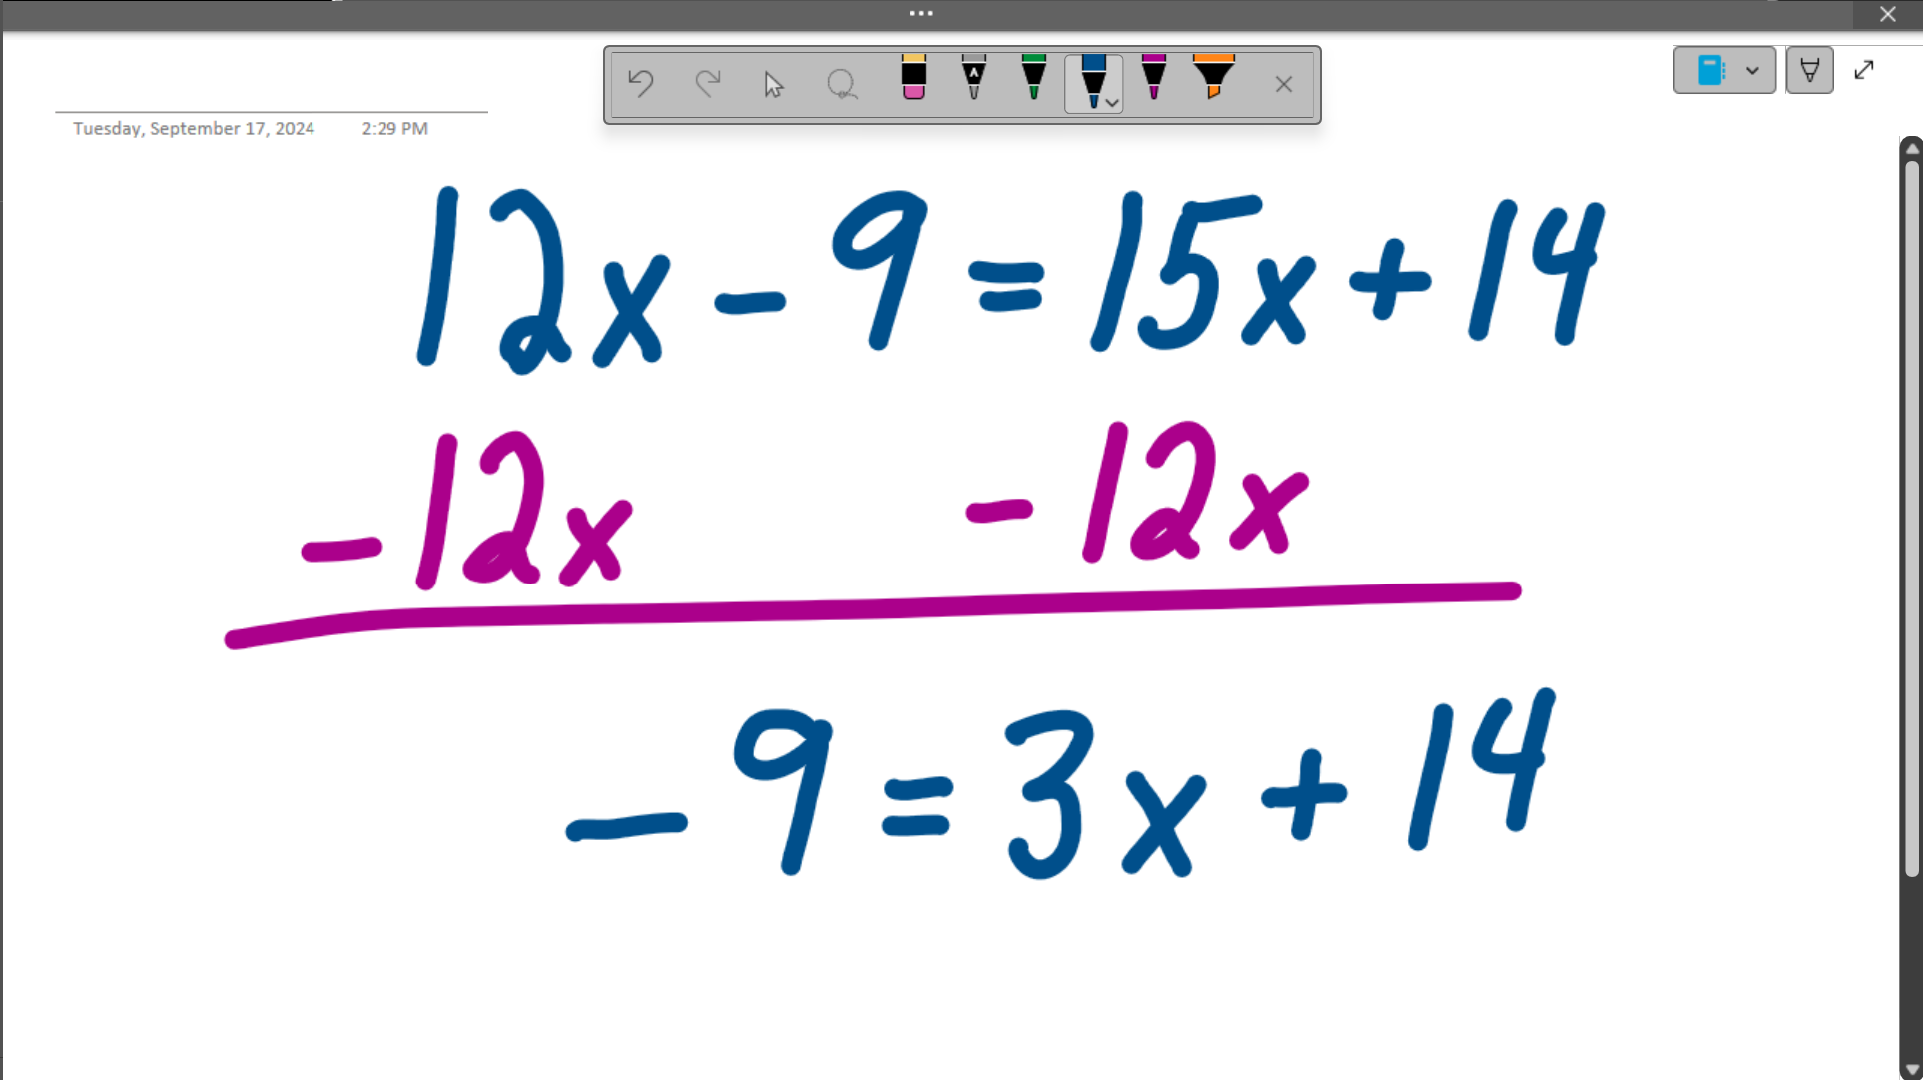 Tuesday, September 17, 2024 2:29 PM
12x - 9 = 15x + 14
- 12x - 12x
- 9 = 3x + 14